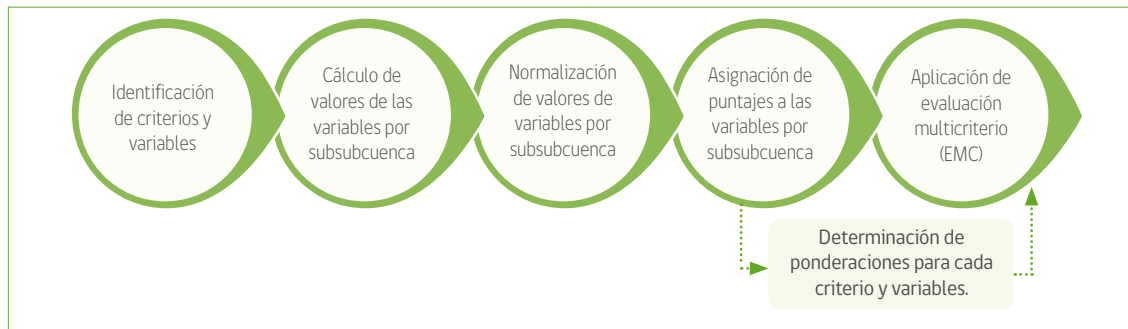 Identificación
de criterios y
variables
Cálculo de
valores de las
variables por
subsubcuenca
Normalización
de valores de
variables por
subsubcuenca
Asignación de
puntajes a las
variables por
subsubcuenca
Aplicación de
evaluación
multicriterio
(EMC)
Determinación de
ponderaciones para cada
criterio y variables.